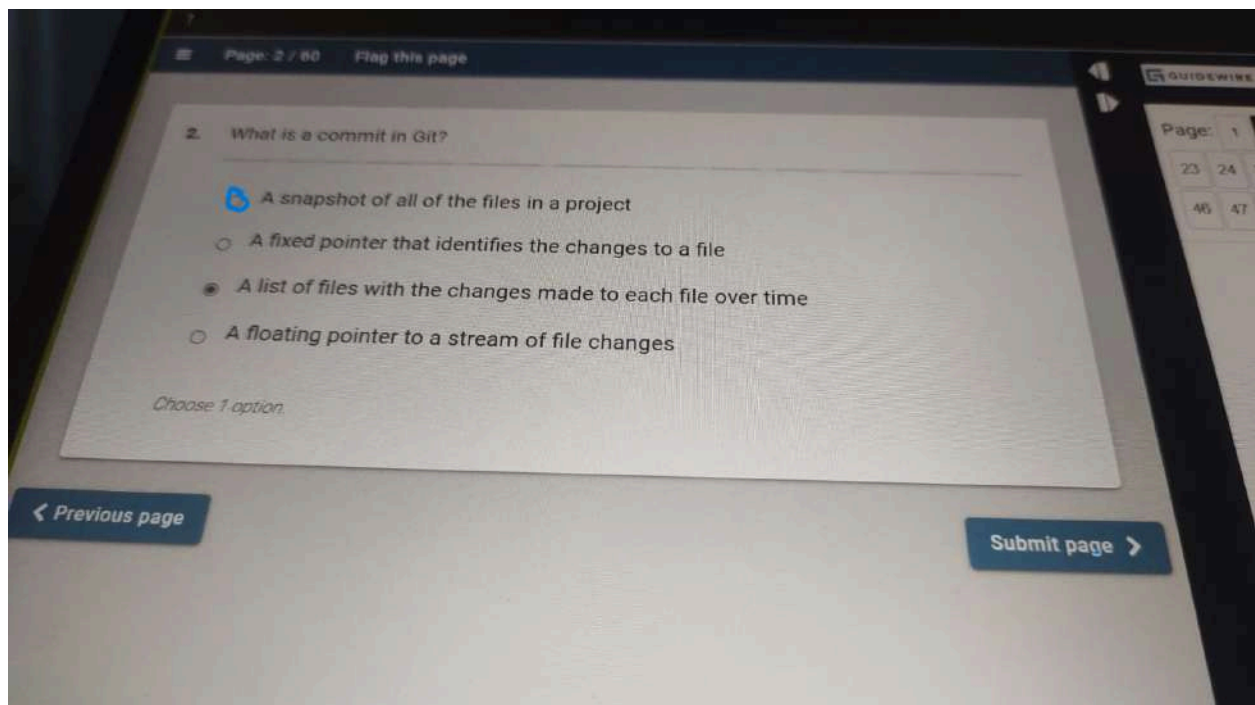 Page: 2 / 60 Flag this page
GUIDEWIRE
Page: 1
23 24
46 47
2. What is a commit in Git?
A snapshot of all of the files in a project
A fixed pointer that identifies the changes to a file
A list of files with the changes made to each file over time
A floating pointer to a stream of file changes
Choose 1 option.
Previous page
Submit page